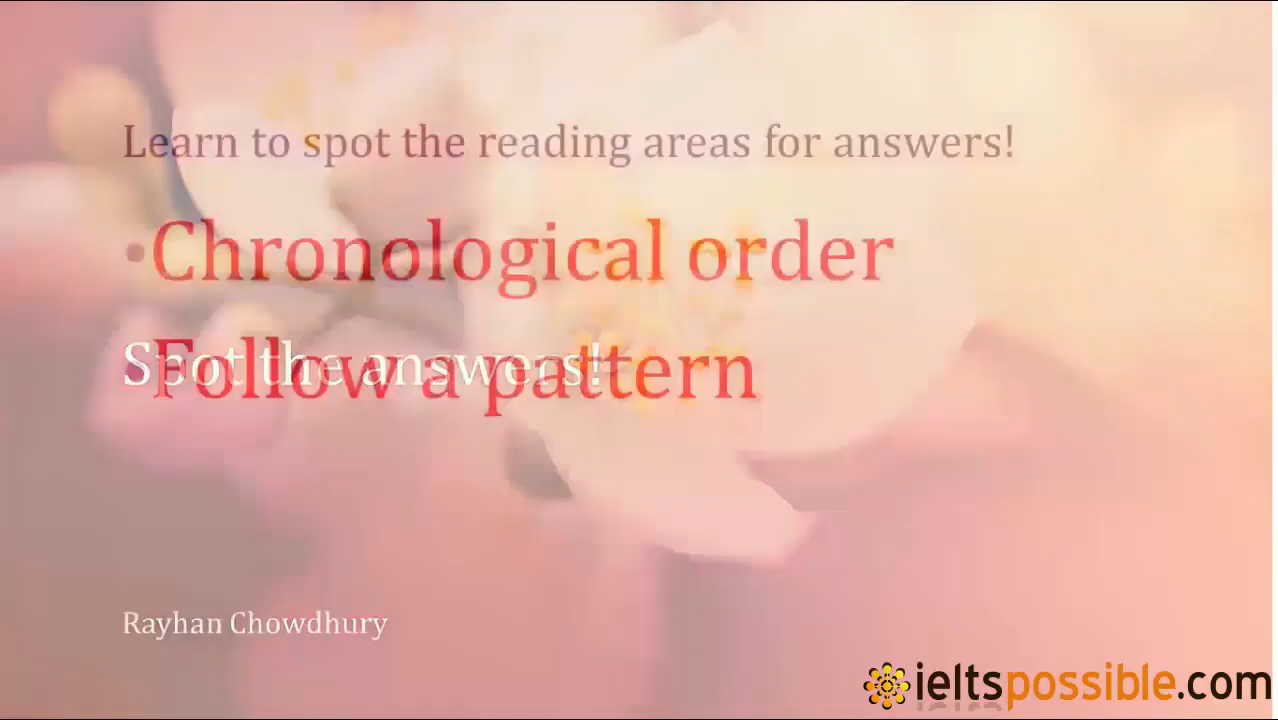 Learn to spot the reading areas for answers!
•Chronological order
Spot the answers!
Follow a pattern
Rayhan Chowdhury
ieltspossible.com